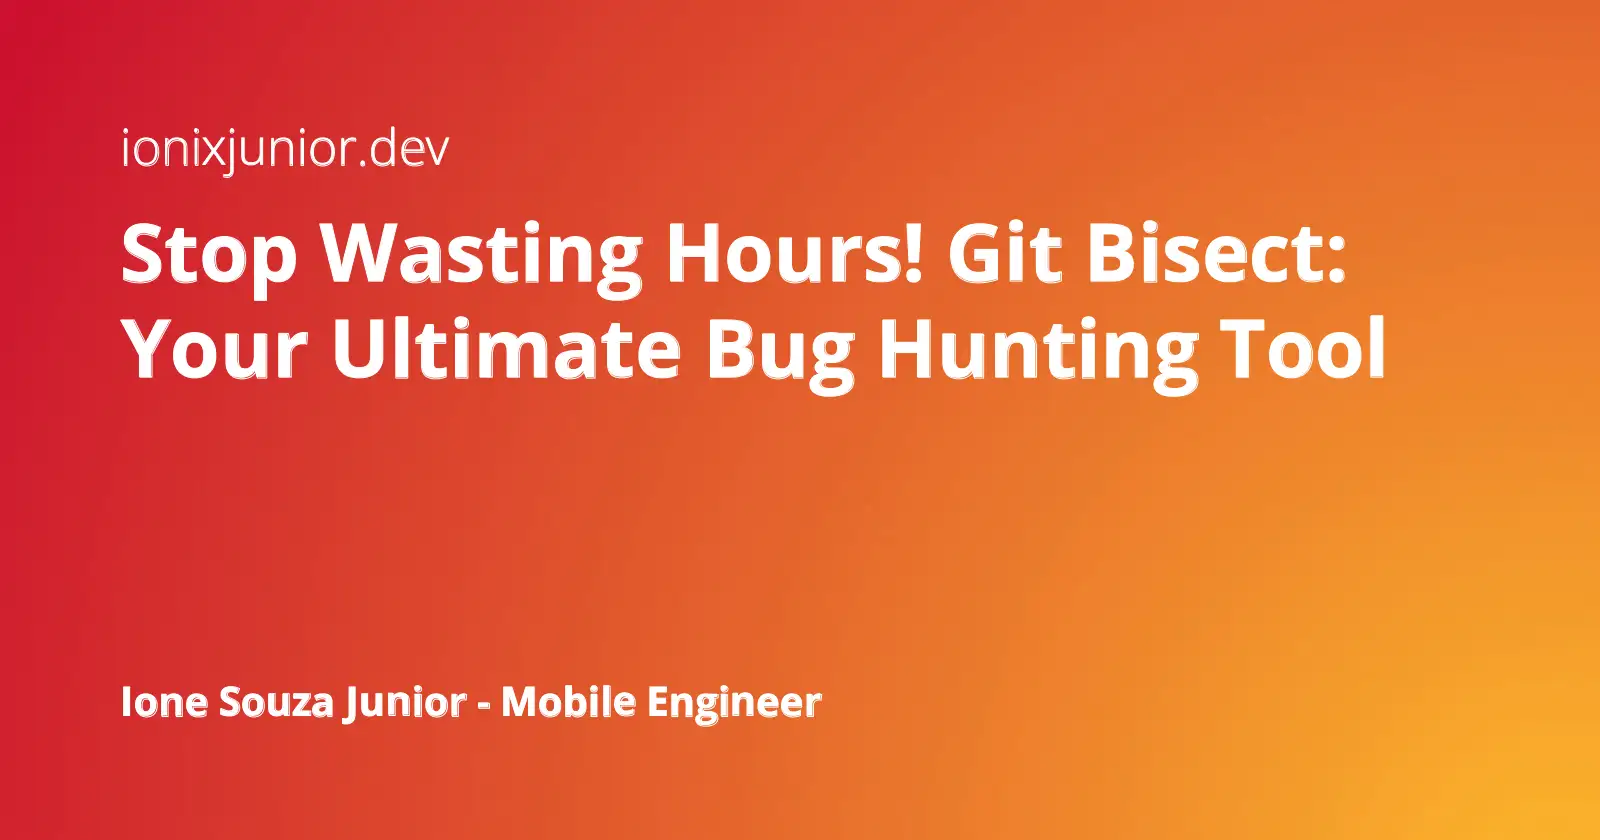 ionixjunior.dev
Stop Wasting Hours! Git Bisect:
Your Ultimate Bug Hunting Tool
Ione Souza Junior - Mobile Engineer